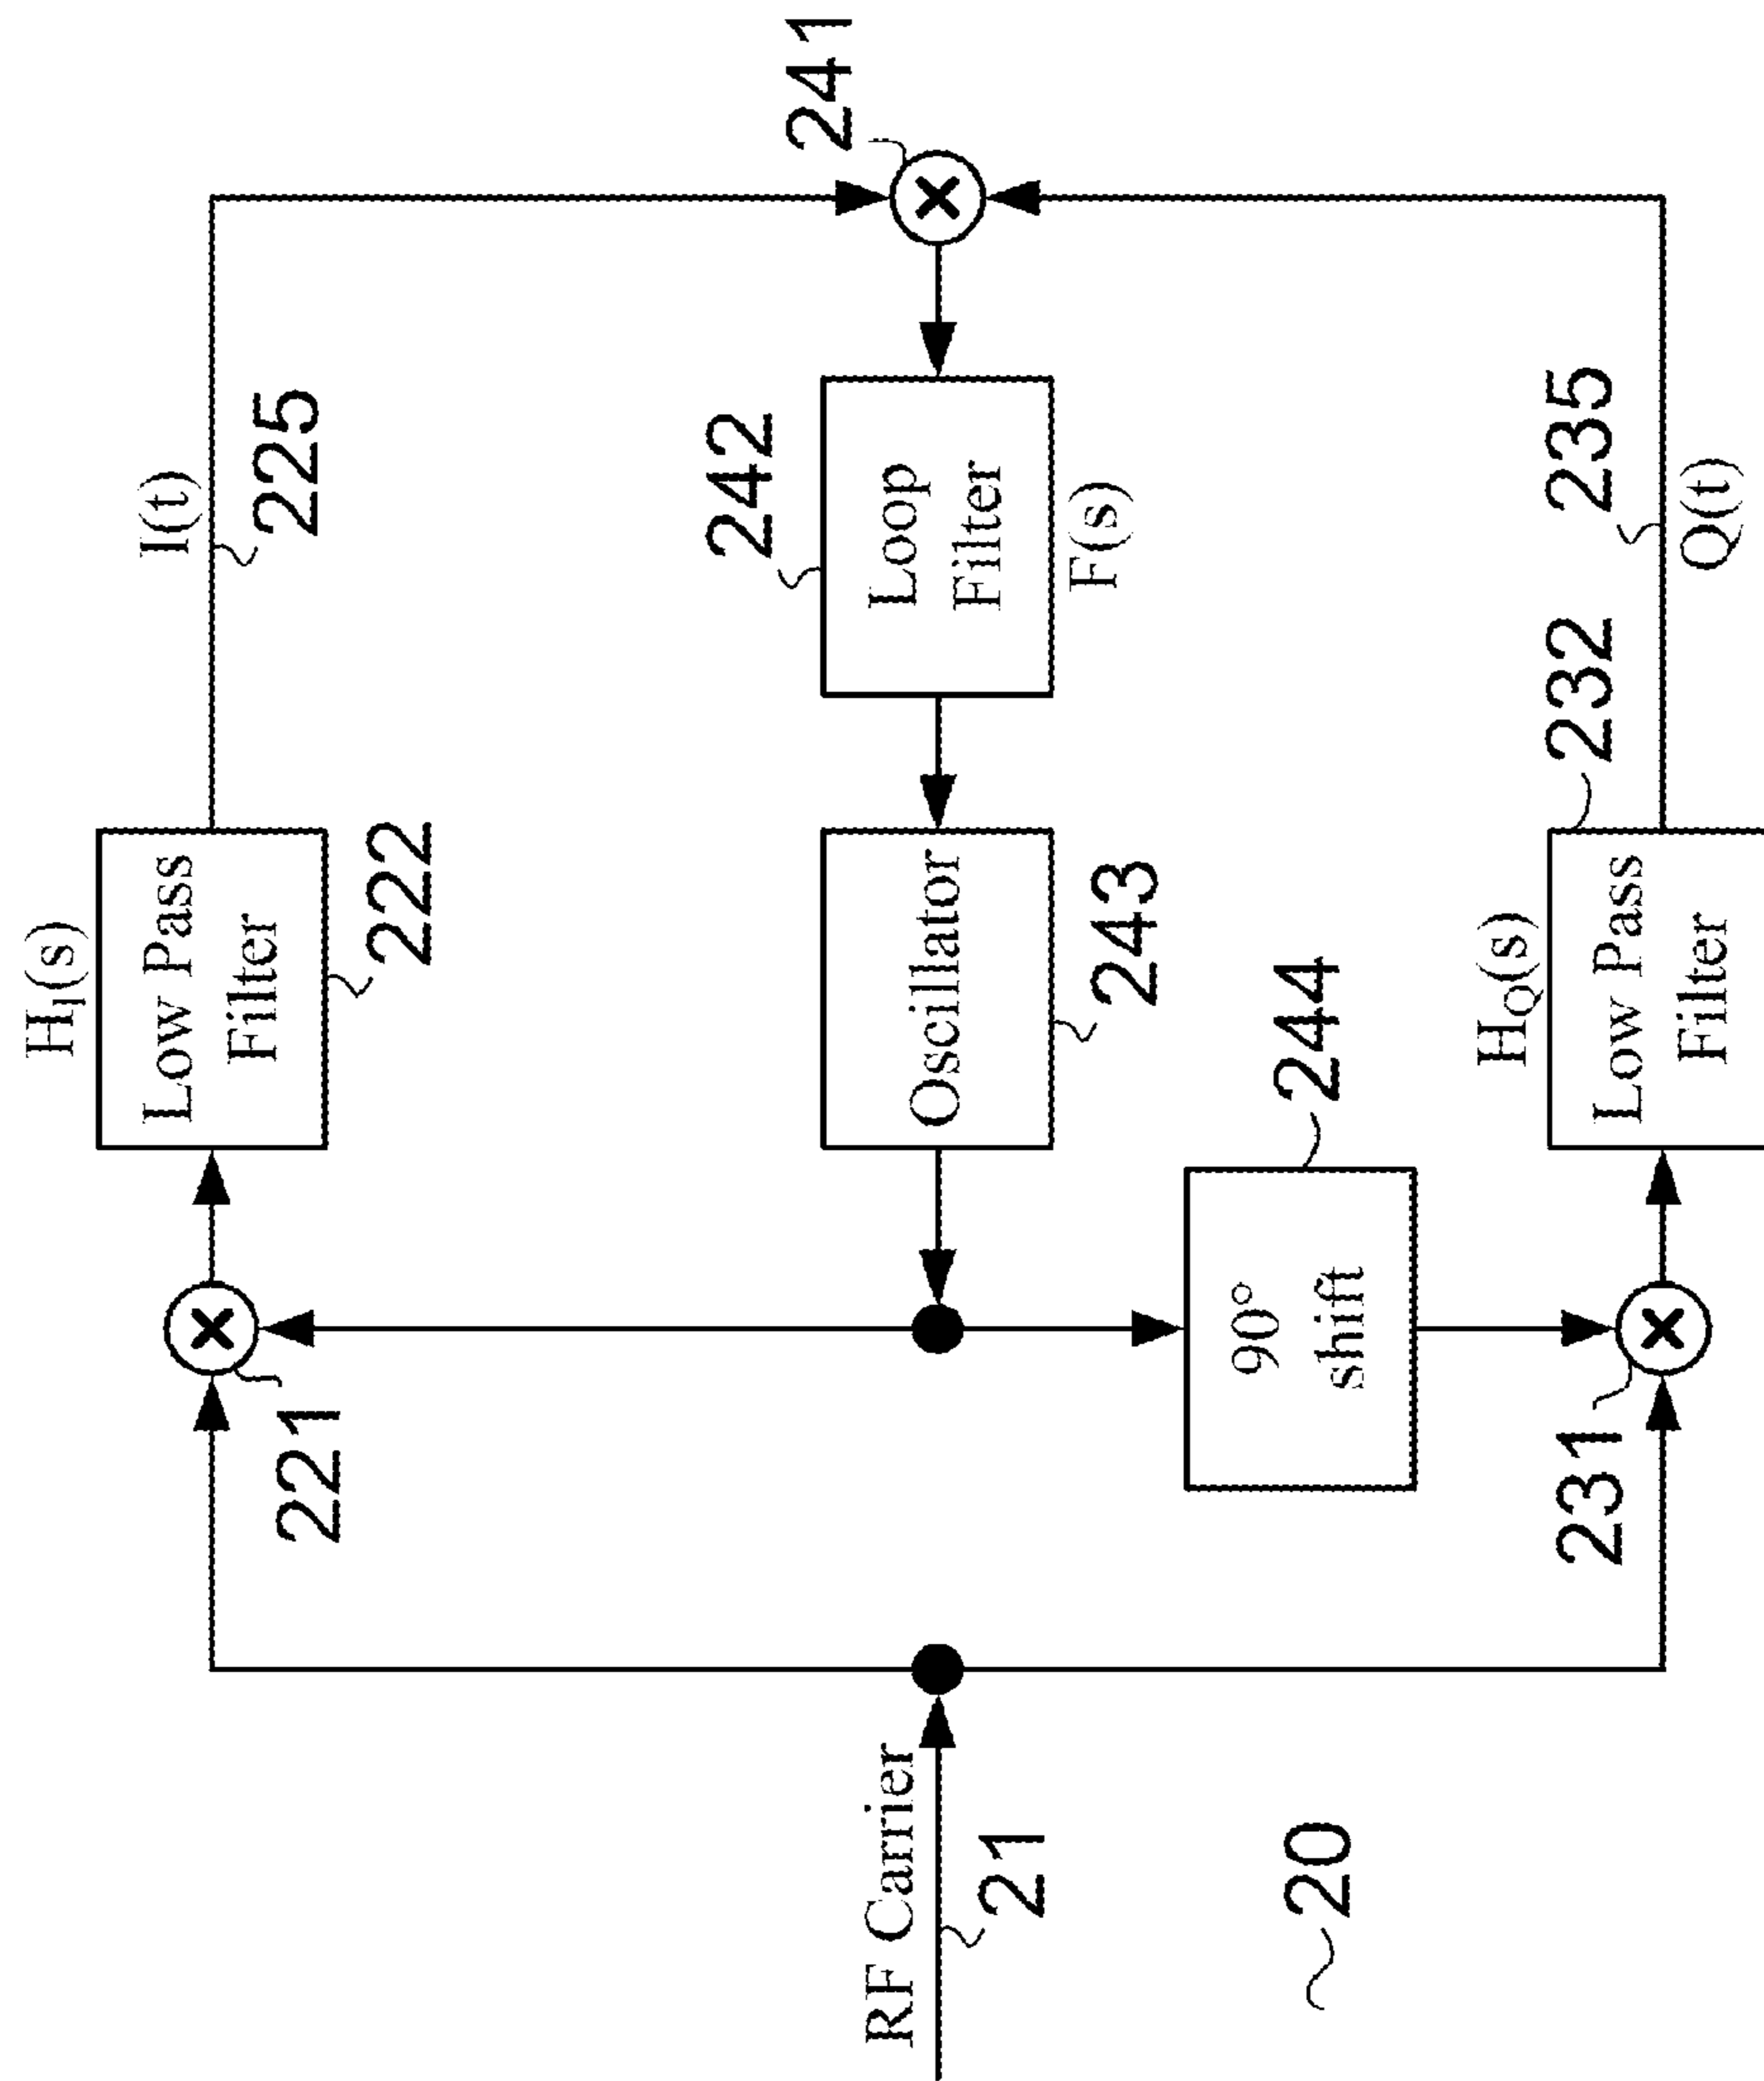 RF Carrier
21
20
221
H_I(s)
Low Pass
Filter
222
I(t)
225
241
Loop
Filter
242
F(s)
Oscillator
243
90°
shift
244
231
H_Q(s)
Low Pass
Filter
232
Q(t)
235